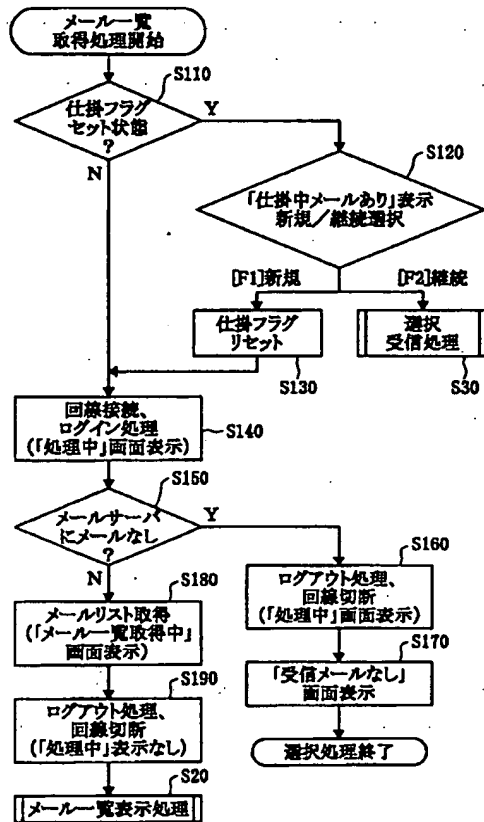 メール一覧
取得処理開始
S110
仕掛フラグ
セット状態
?
Y
N
S120
「仕掛中メールあり」表示
新規/継続選択
[F1]新規
[F2]継続
仕掛フラグ
リセット
S130
選択
受信処理
S30
回線接続、
ログイン処理
(「処理中」画面表示)
S140
S150
メールサーバ
にメールなし
?
Y
N
S160
ログアウト処理、
回線切断
(「処理中」画面表示)
S170
「受信メールなし」
画面表示
選択処理終了
S180
メールリスト取得
(「メール一覧取得中」
画面表示)
S190
ログアウト処理、
回線切断
(「処理中」表示なし)
S20
メール一覧表示処理